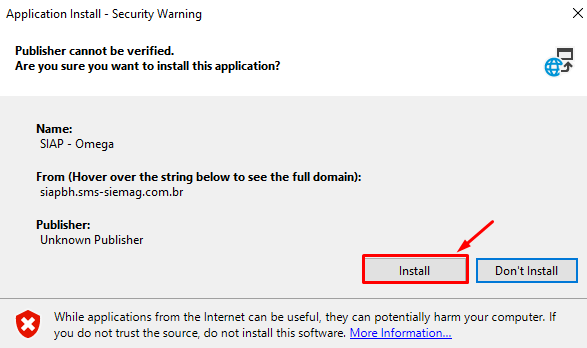 Application Install - Security Warning
Publisher cannot be verified.
Are you sure you want to install this application?
Name:
SIAP - Omega
From (Hover over the string below to see the full domain):
siapbh.sms-siemag.com.br
Publisher:
Unknown Publisher
Install
Don't Install
While applications from the Internet can be useful, they can potentially harm your computer. If
you do not trust the source, do not install this software. More Information...